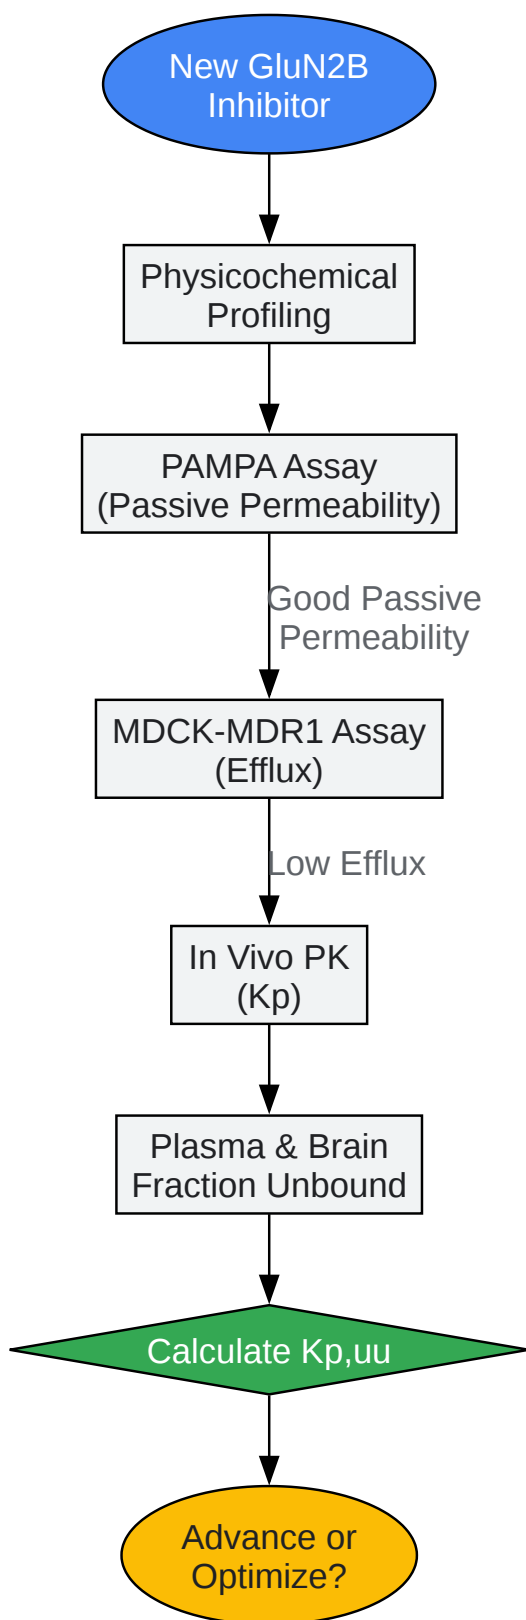 New GluN2B
Inhibitor
Physicochemical
Profiling
PAMPA Assay
(Passive Permeability)
Good Passive
Permeability
MDCK-MDR1 Assay
(Efflux)
Low Efflux
In Vivo PK
(Kp)
Plasma & Brain
Fraction Unbound
Calculate Kp,uu
Advance or
Optimize?